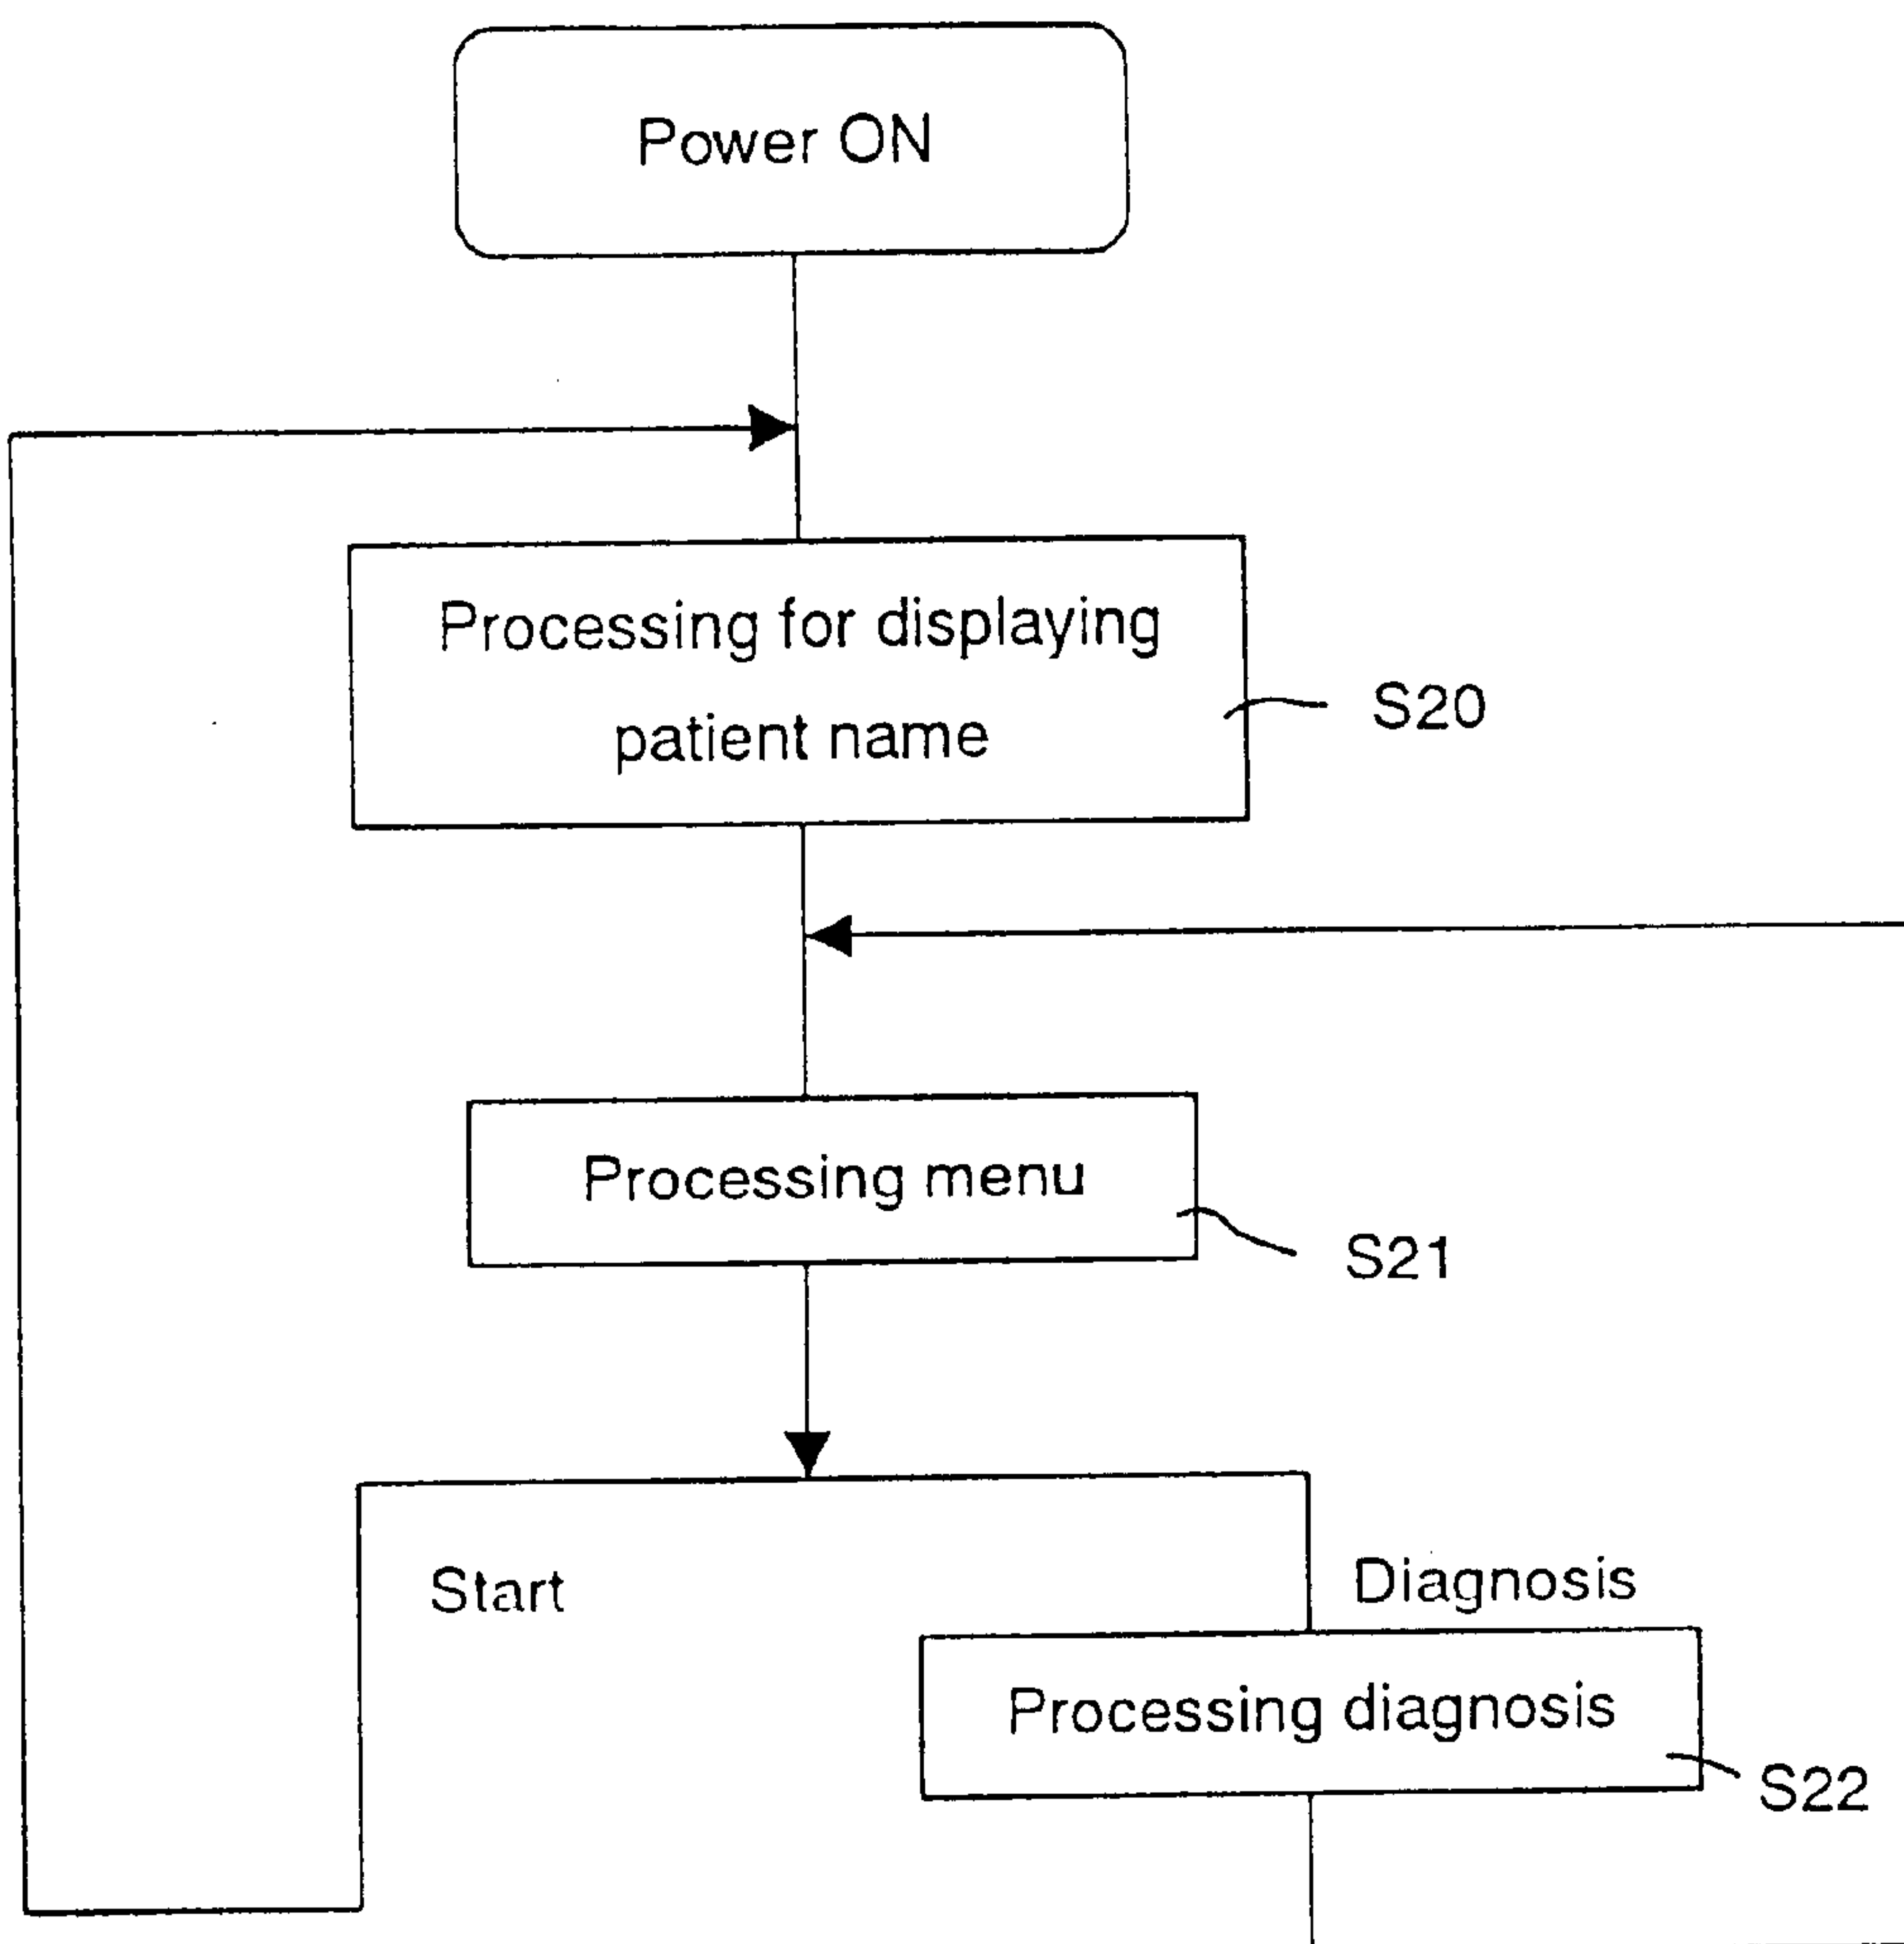 Power ON
Processing for displaying
patient name
S20
Processing menu
S21
Start
Diagnosis
Processing diagnosis
S22